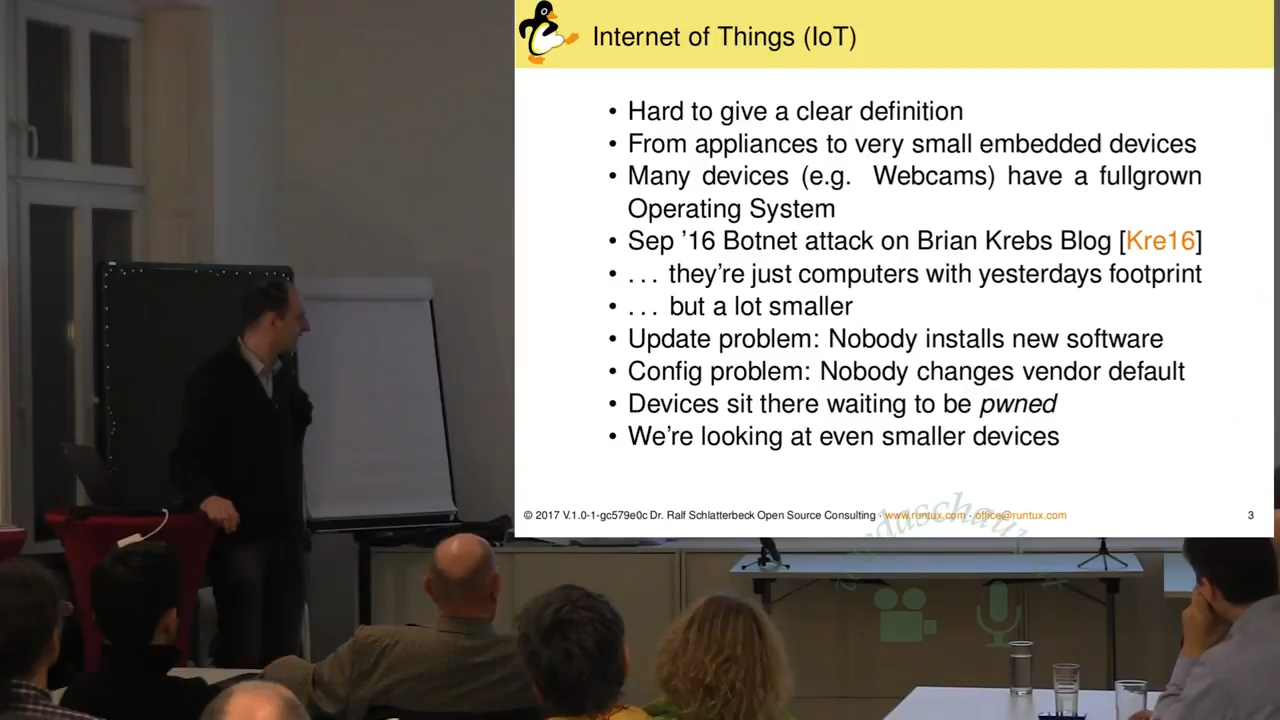 Internet of Things (IoT)
• Hard to give a clear definition
• From appliances to very small embedded devices
• Many devices (e.g. Webcams) have a fullgrown
Operating System
• Sep ’16 Botnet attack on Brian Krebs Blog [Kre16]
• . . . they’re just computers with yesterdays footprint
• . . . but a lot smaller
• Update problem: Nobody installs new software
• Config problem: Nobody changes vendor default
• Devices sit there waiting to be pwned
• We’re looking at even smaller devices
© 2017 V.1.0-1-gc579e0c Dr. Ralf Schlatterbeck Open Source Consulting · www.runtux.com · office@runtux.com 3